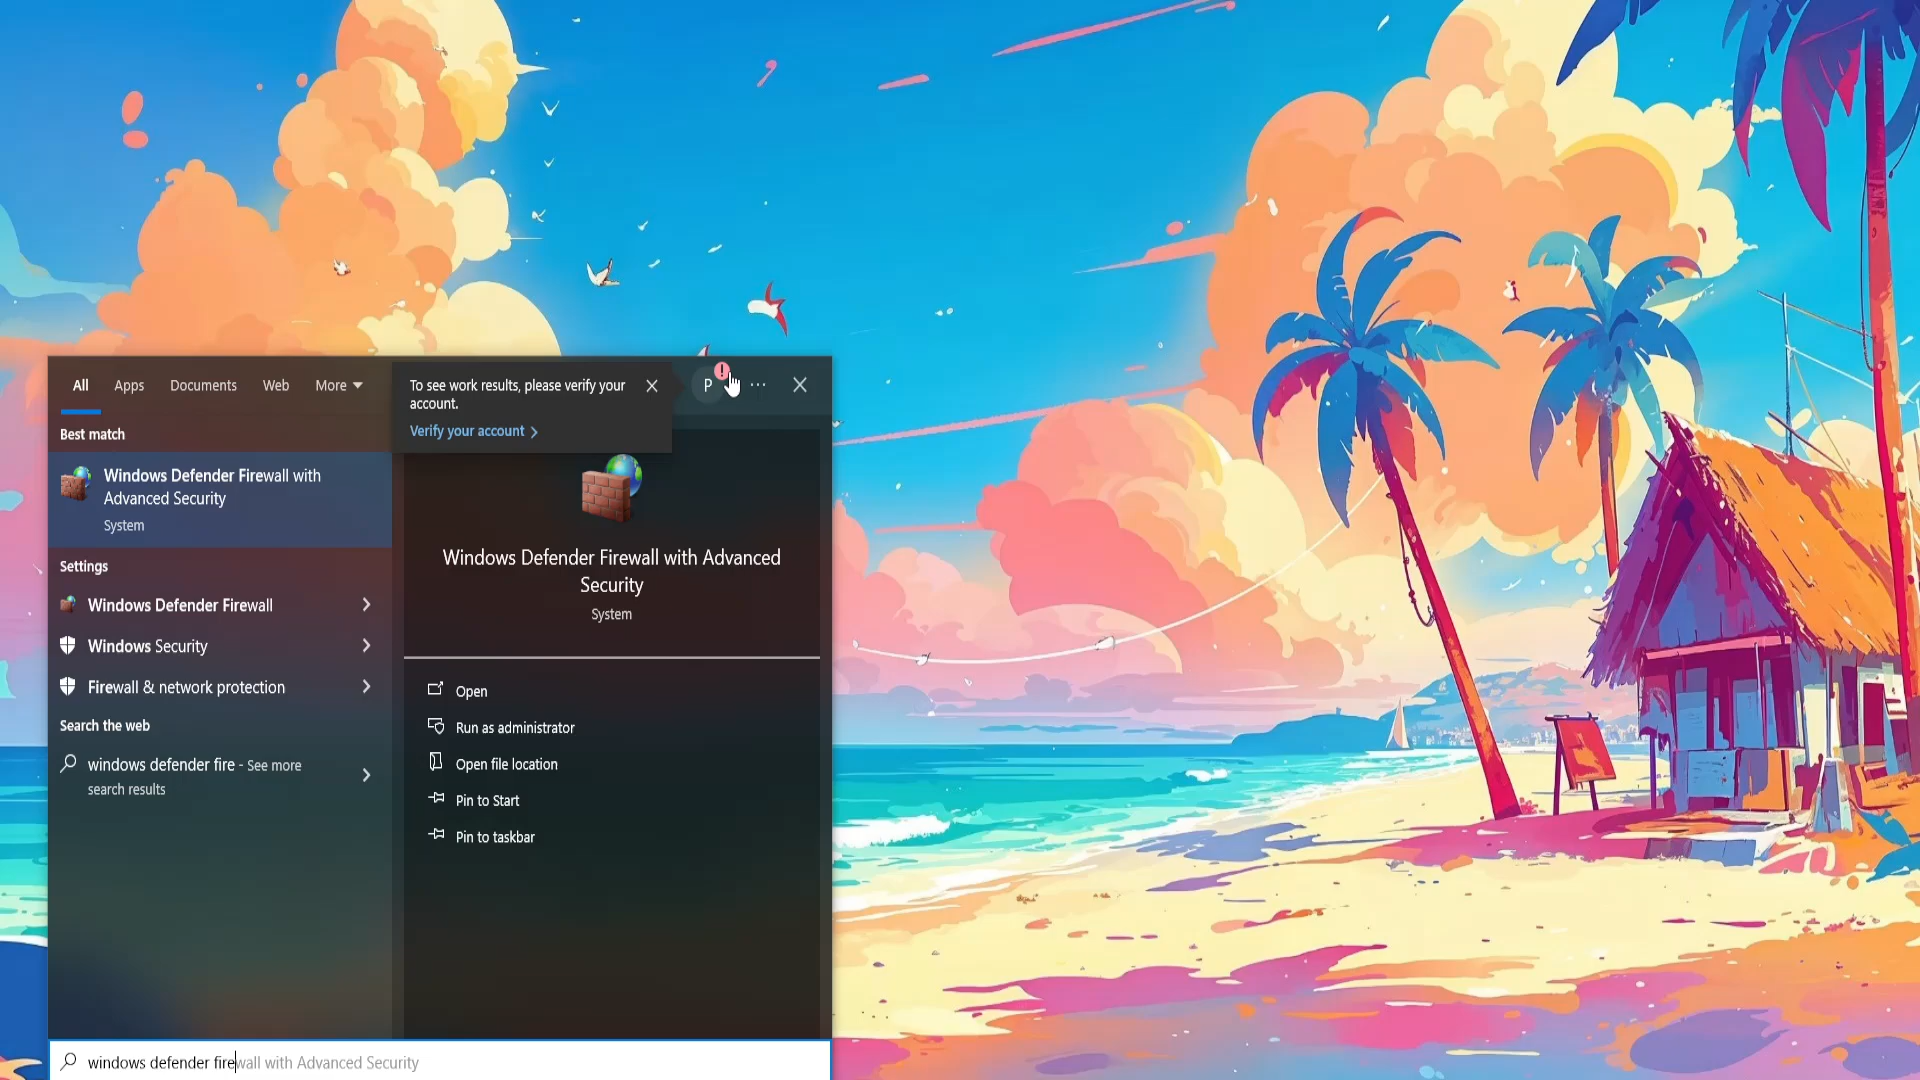 All
Apps
Documents
Web
More
To see work results, please verify your
account.
Verify your account
P
Best match
Windows Defender Firewall with
Advanced Security
System
Settings
Windows Defender Firewall
Windows Security
Firewall & network protection
Search the web
windows defender fire - See more
search results
Windows Defender Firewall with Advanced
Security
System
Open
Run as administrator
Open file location
Pin to Start
Pin to taskbar
windows defender firewall with Advanced Security